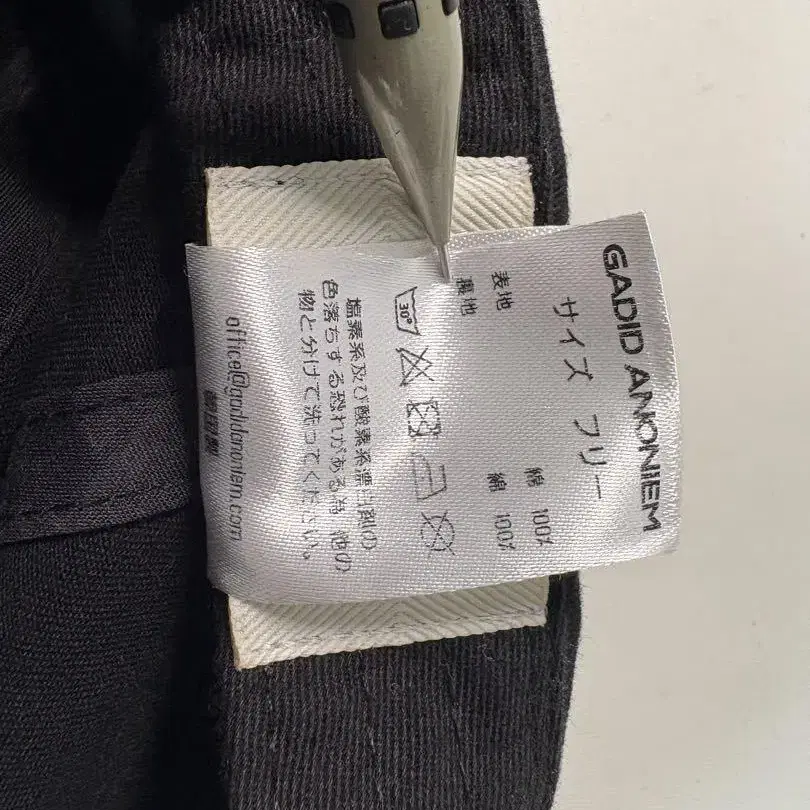 GADID ANONIEM
サイズ フリー
表地 綿 100%
裏地 綿 100%
30°
塩素系及び酸素系漂白剤の
色落ちする恐れがある為 他の
物と分けて洗ってください。
office@gadidanoniem.com